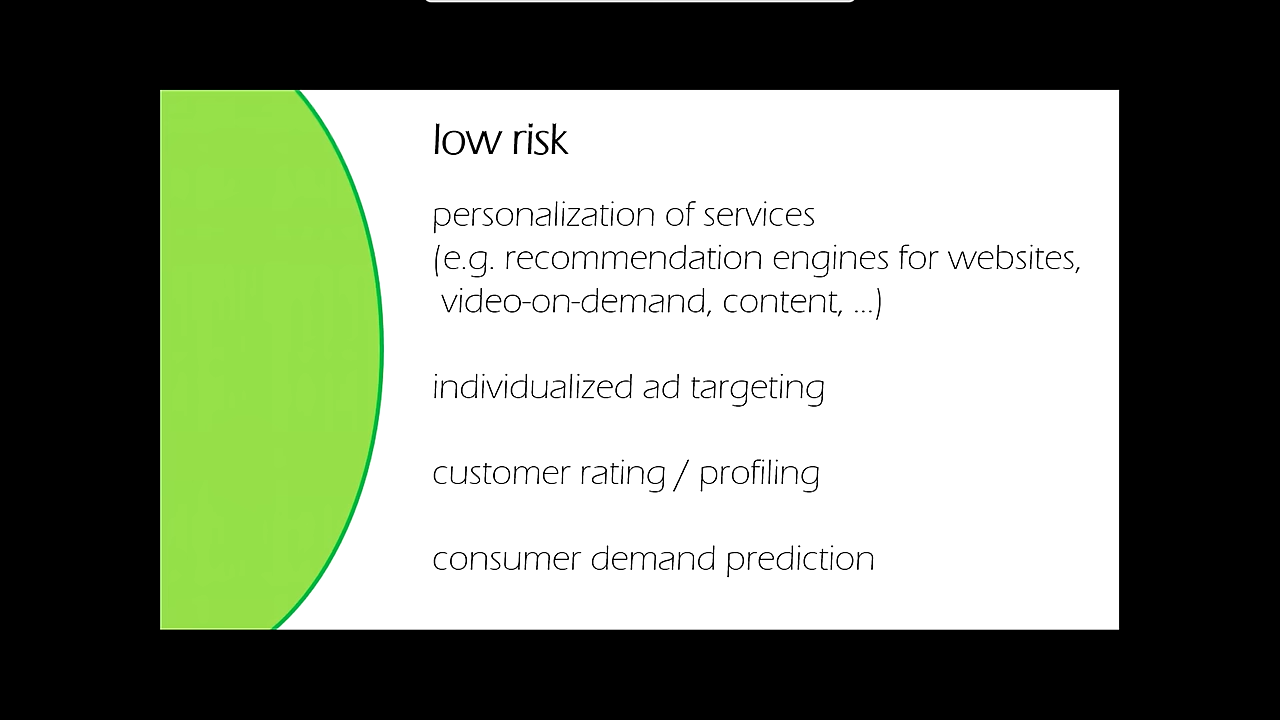 low risk
personalization of services
(e.g. recommendation engines for websites,
video-on-demand, content, ...)
individualized ad targeting
customer rating / profiling
consumer demand prediction